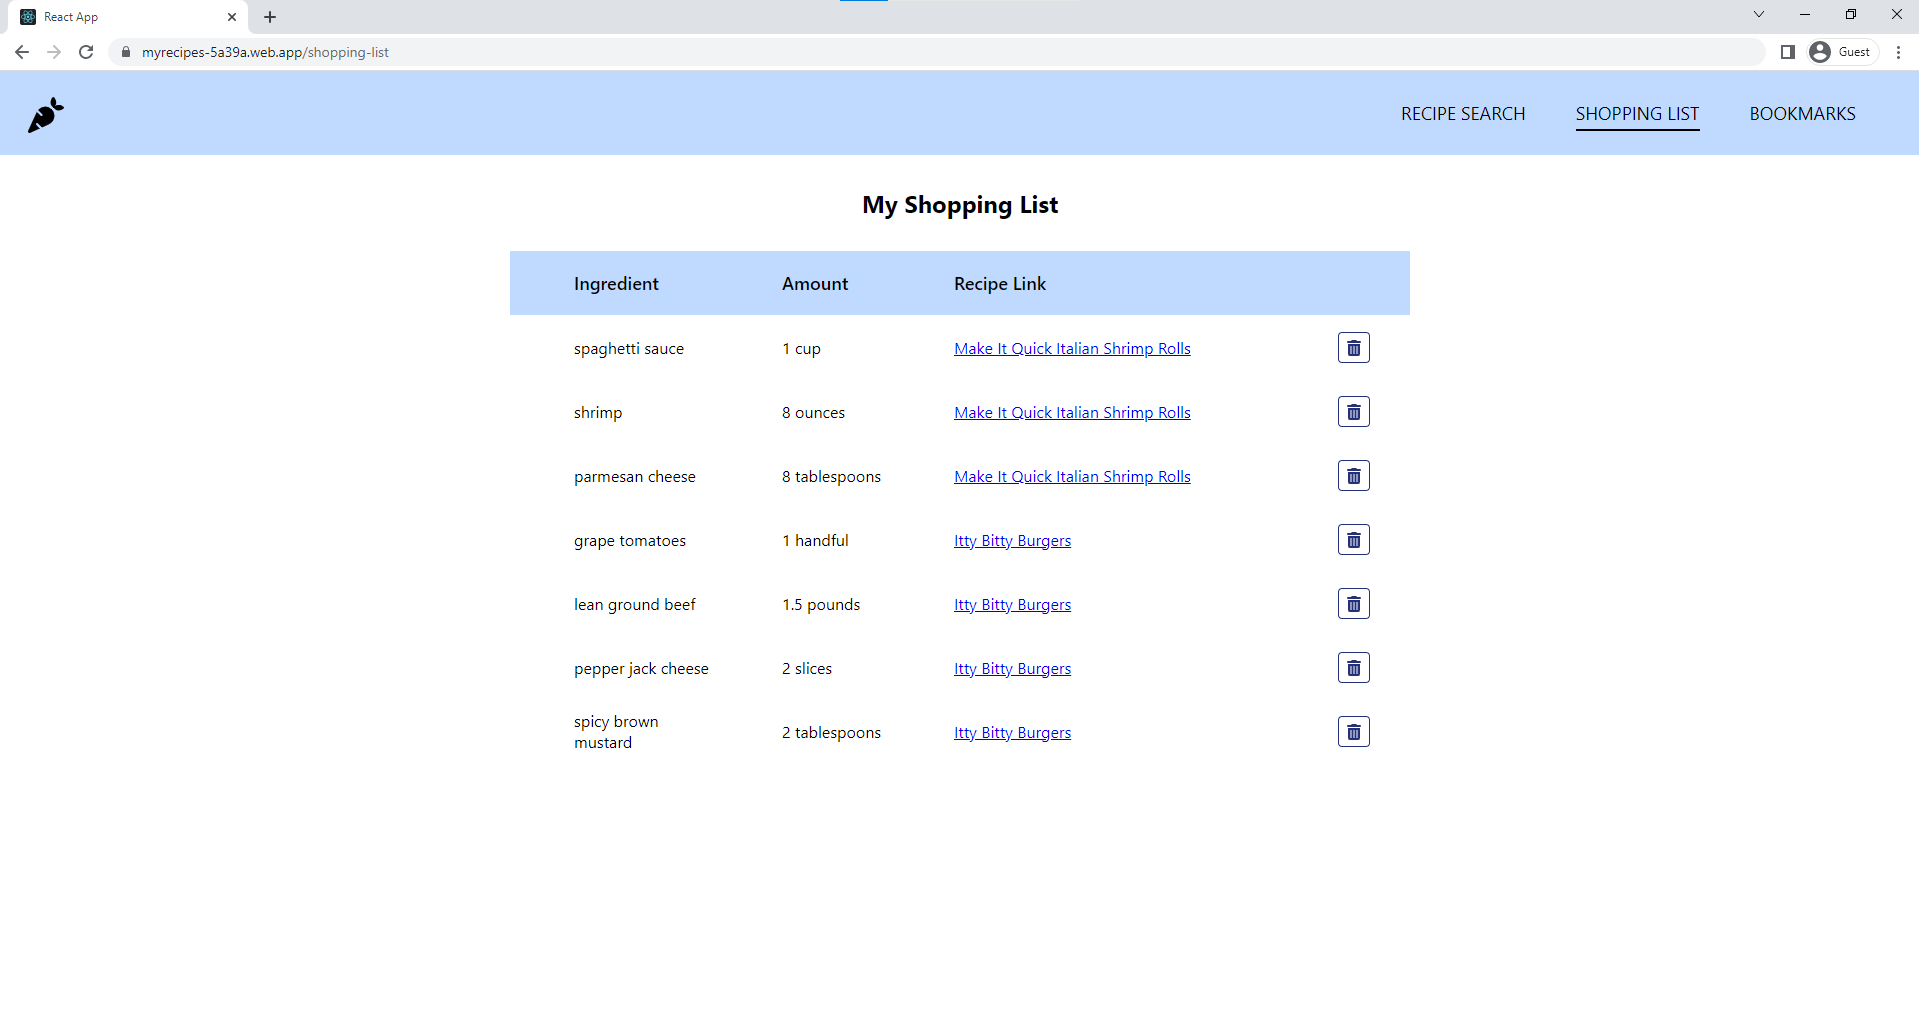 React App
myrecipes-5a39a.web.app/shopping-list
Guest
RECIPE SEARCH SHOPPING LIST BOOKMARKS
My Shopping List
Ingredient Amount Recipe Link
spaghetti sauce 1 cup Make It Quick Italian Shrimp Rolls
shrimp 8 ounces Make It Quick Italian Shrimp Rolls
parmesan cheese 8 tablespoons Make It Quick Italian Shrimp Rolls
grape tomatoes 1 handful Itty Bitty Burgers
lean ground beef 1.5 pounds Itty Bitty Burgers
pepper jack cheese 2 slices Itty Bitty Burgers
spicy brown
mustard 2 tablespoons Itty Bitty Burgers